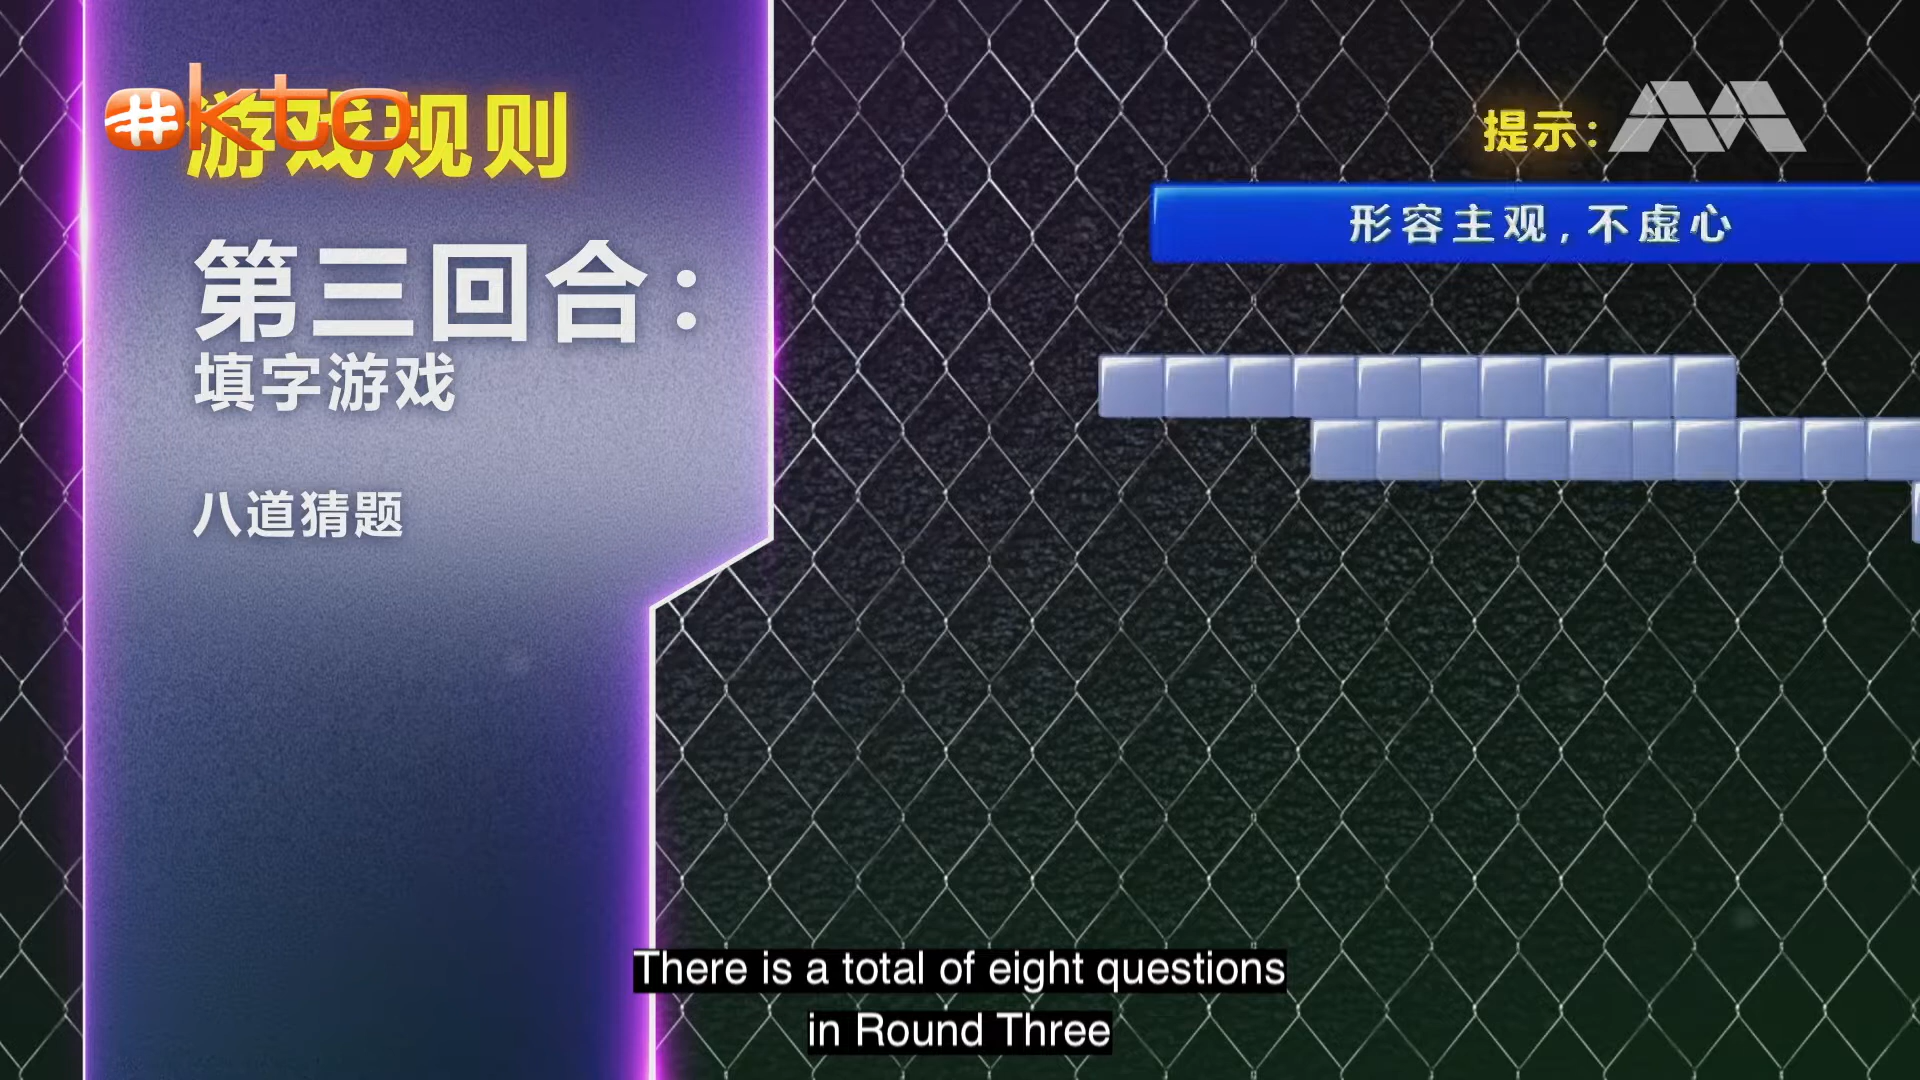 #kto
游戏规则
第三回合：
填字游戏
八道猜题
提示：
形容主观，不虚心
There is a total of eight questions
in Round Three